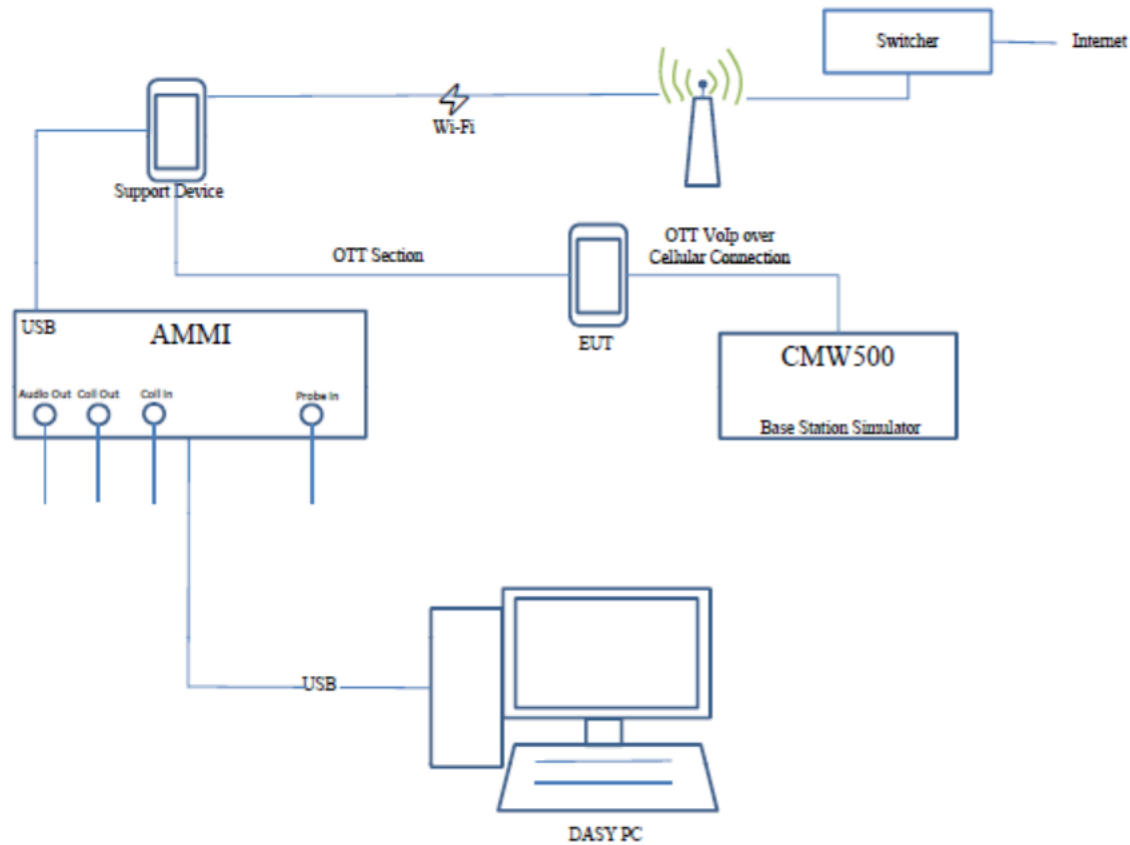 Switcher
Internet
Wi-Fi
Support Device
OTT Section
OTT VoIp over
Cellular Connection
USB
AMMI
EUT
CMW500
Audio Out
Coil Out
Coil In
Probe In
Base Station Simulator
USB
DASY PC